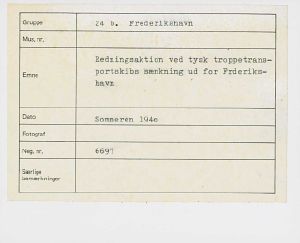 Gruppe 24 b. Frederikshavn
Mus. nr.
Emne Redningsaktion ved tysk troppetrans-
portskibs sænkning ud for Frderiks-
havn
Dato Sommeren 1940
Fotograf
Neg. nr. 6697
Særlige
bemærkninger